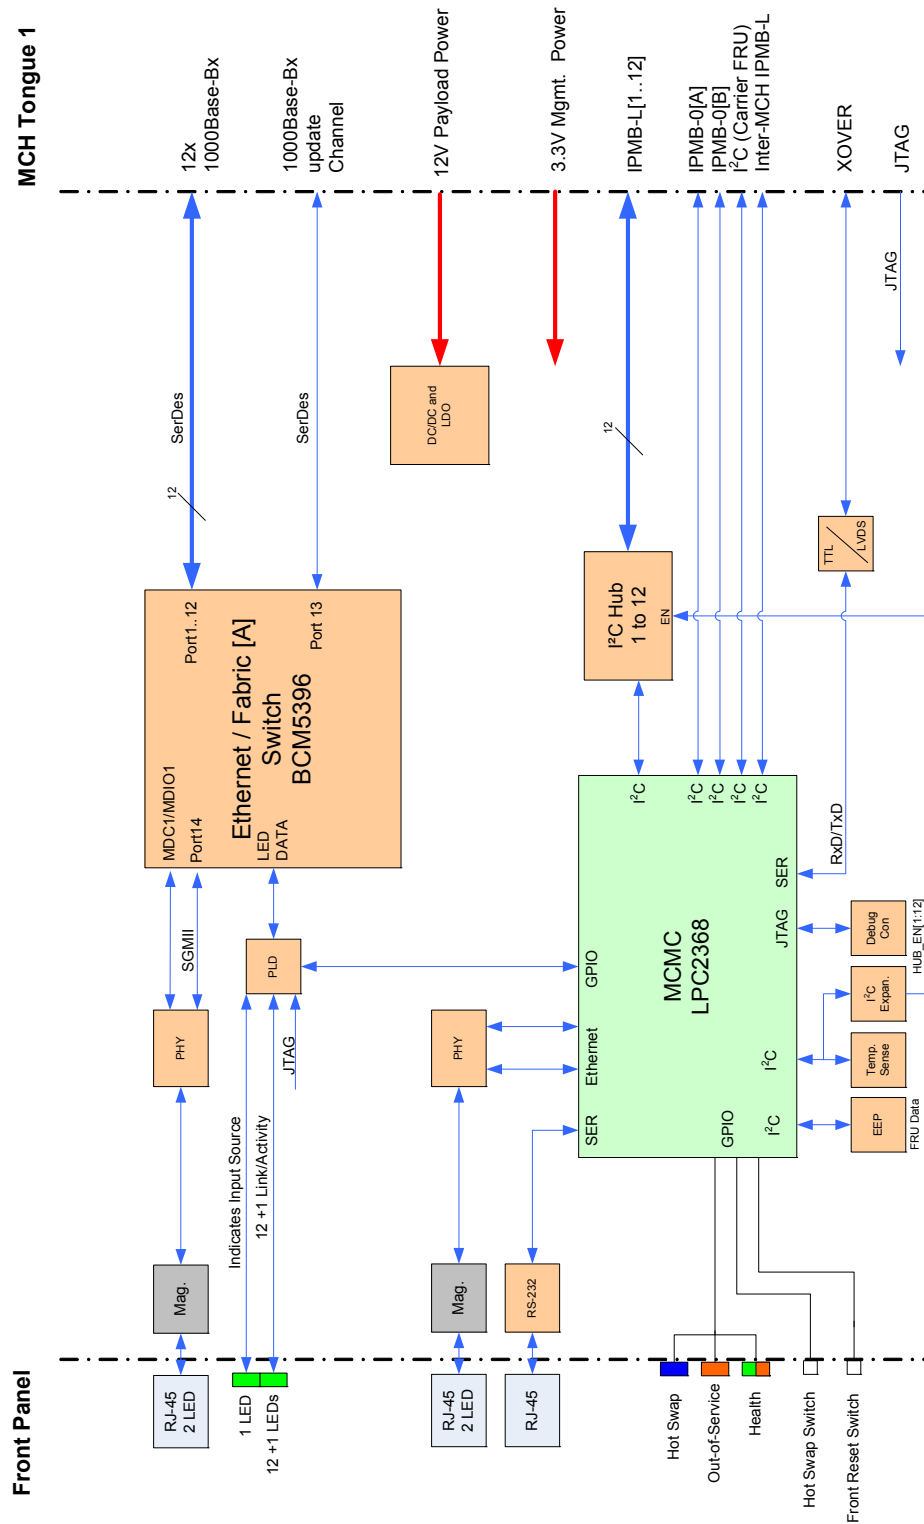 MCH Tongue 1
12x
1000Base-Bx
1000Base-Bx
update
Channel
12V Payload Power
3.3V Mgmt. Power
IPMB-L[1..12]
IPMB-0[A]
IPMB-0[B]
I²C (Carrier FRU)
Inter-MCH IPMB-L
XOVER
JTAG
SerDes
12
SerDes
DC/DC and
LDO
12
JTAG
TTL
LVDS
Port1..12
Port 13
Ethernet / Fabric [A]
Switch
BCM5396
MDC1/MDIO1
Port14
LED
DATA
I²C Hub
1 to 12
EN
SGMII
PLD
PHY
JTAG
Indicates Input Source
12 +1 Link/Activity
Mag.
RJ-45
2 LED
1 LED
12 +1 LEDs
I²C
I²C
I²C
I²C
I²C
RxD/TxD
SER
JTAG
MCMC
LPC2368
GPIO
Ethernet
SER
I²C
GPIO
I²C
PHY
Mag.
RS-232
RJ-45
2 LED
RJ-45
Debug
Con
HUB_EN[1:12]
I²C
Expan.
Temp.
Sense
EEP
FRU Data
Hot Swap
Out-of-Service
Health
Hot Swap Switch
Front Reset Switch
Front Panel